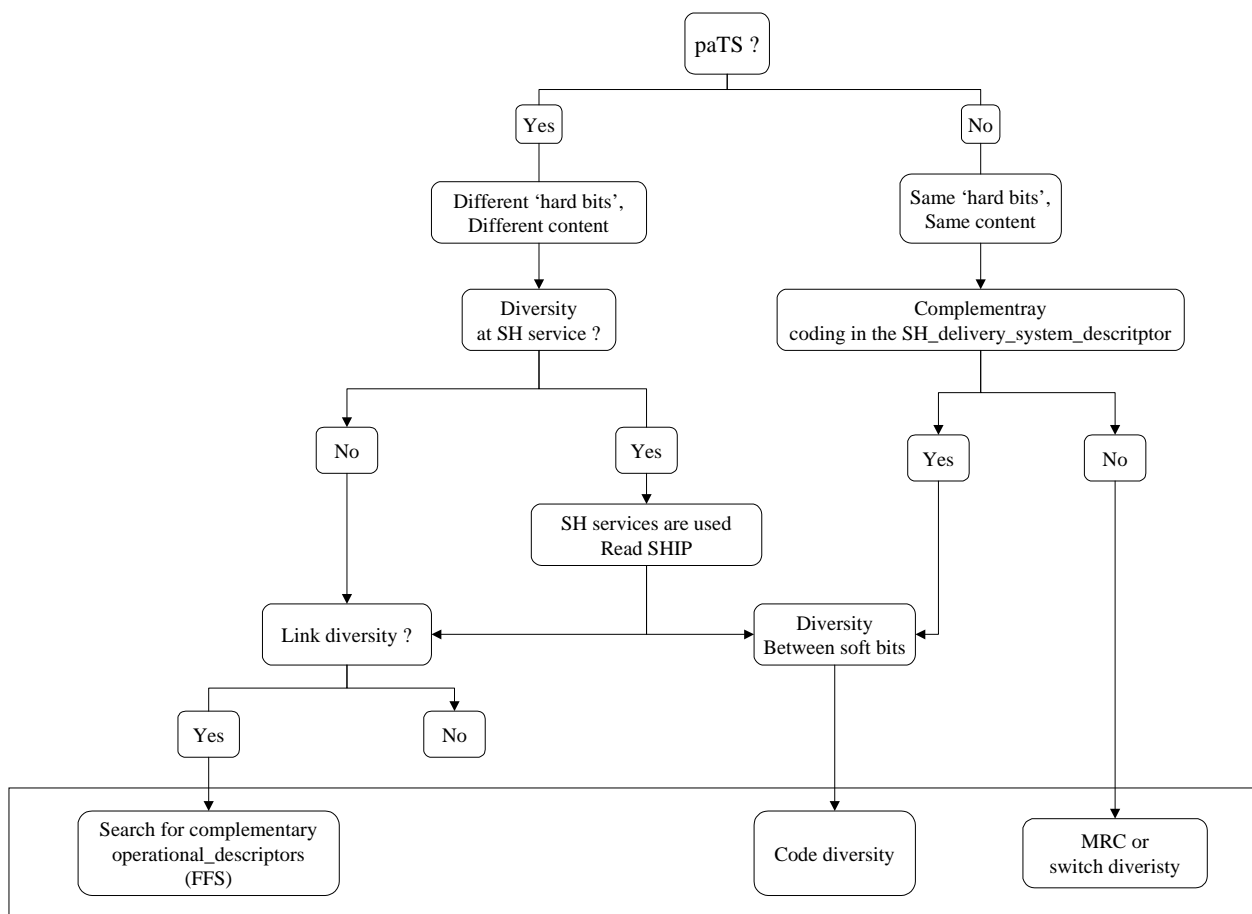 paTS ?
Yes
No
Different ‘hard bits’,
Different content
Same ‘hard bits’,
Same content
Diversity
at SH service ?
Complementray
coding in the SH_delivery_system_descritptor
No
Yes
Yes
No
SH services are used
Read SHIP
Link diversity ?
Diversity
Between soft bits
Yes
No
Search for complementary
operational_descriptors
(FFS)
Code diversity
MRC or
switch diveristy